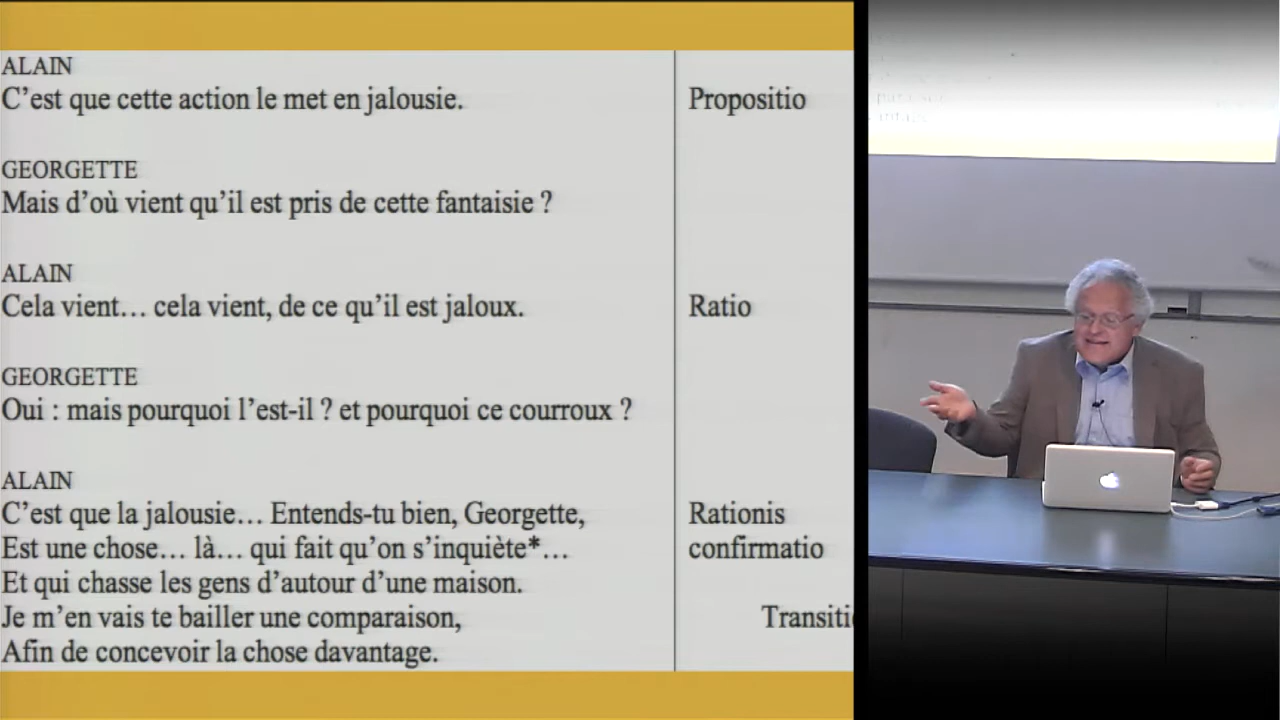 ALAIN
C'est que cette action le met en jalousie.
Propositio
GEORGETTE
Mais d'où vient qu'il est pris de cette fantaisie ?
ALAIN
Cela vient… cela vient, de ce qu'il est jaloux.
Ratio
GEORGETTE
Oui : mais pourquoi l'est-il ? et pourquoi ce courroux ?
ALAIN
C'est que la jalousie… Entends-tu bien, Georgette,
Est une chose… là… qui fait qu'on s'inquiète*…
Et qui chasse les gens d'autour d'une maison.
Je m'en vais te bailler une comparaison,
Afin de concevoir la chose davantage.
Rationis
confirmatio
Transiti